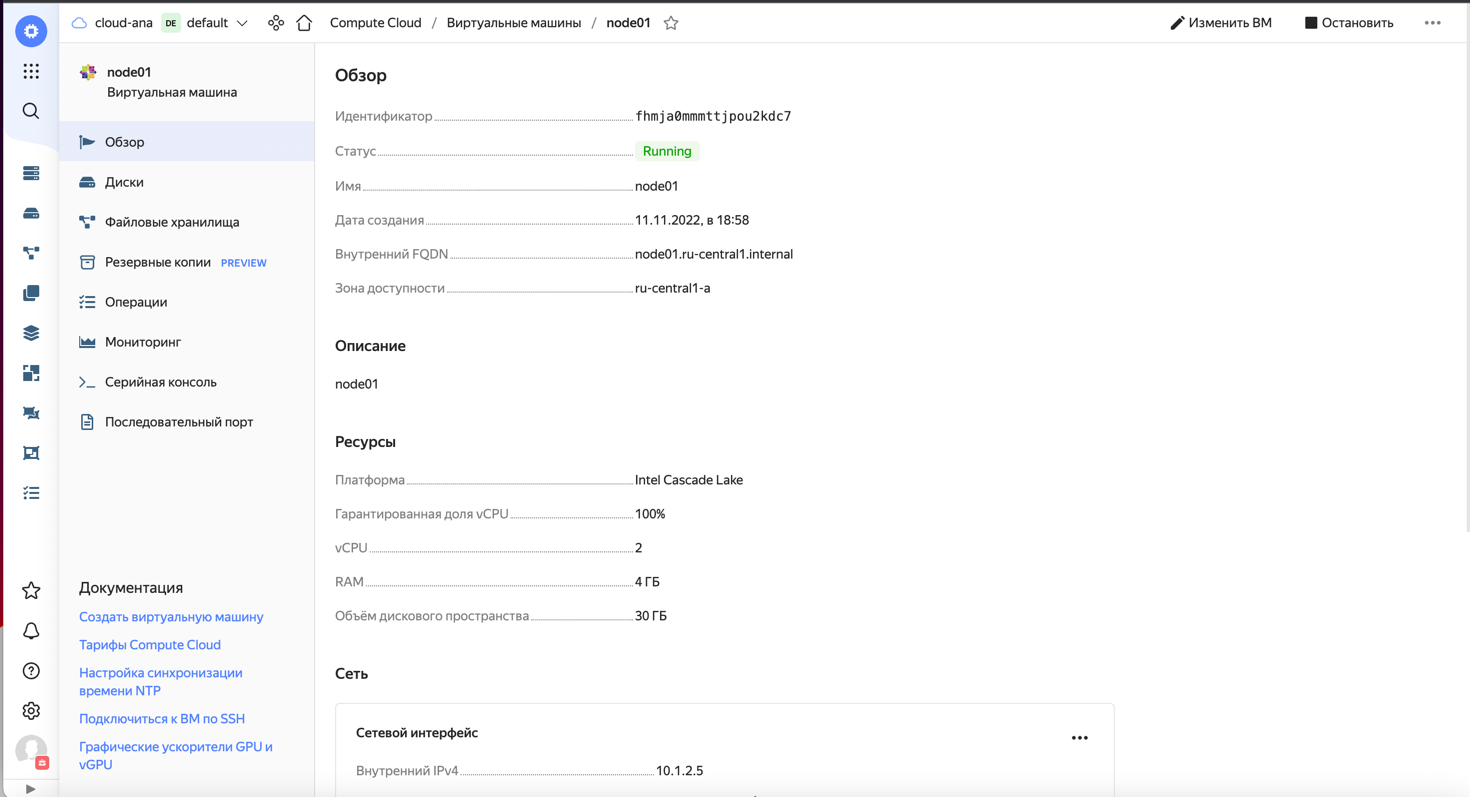 cloud-ana DE default Compute Cloud / Виртуальные машины / node01 Изменить ВМ Остановить
node01
Виртуальная машина
Обзор
Диски
Файловые хранилища
Резервные копии PREVIEW
Операции
Мониторинг
Серийная консоль
Последовательный порт
Документация
Создать виртуальную машину
Тарифы Compute Cloud
Настройка синхронизации
времени NTP
Подключиться к ВМ по SSH
Графические ускорители GPU и
vGPU
Обзор
Идентификатор fhmja0mmmttjpou2kdc7
Статус Running
Имя node01
Дата создания 11.11.2022, в 18:58
Внутренний FQDN node01.ru-central1.internal
Зона доступности ru-central1-a
Описание
node01
Ресурсы
Платформа Intel Cascade Lake
Гарантированная доля vCPU 100%
vCPU 2
RAM 4 ГБ
Объём дискового пространства 30 ГБ
Сеть
Сетевой интерфейс
Внутренний IPv4 10.1.2.5